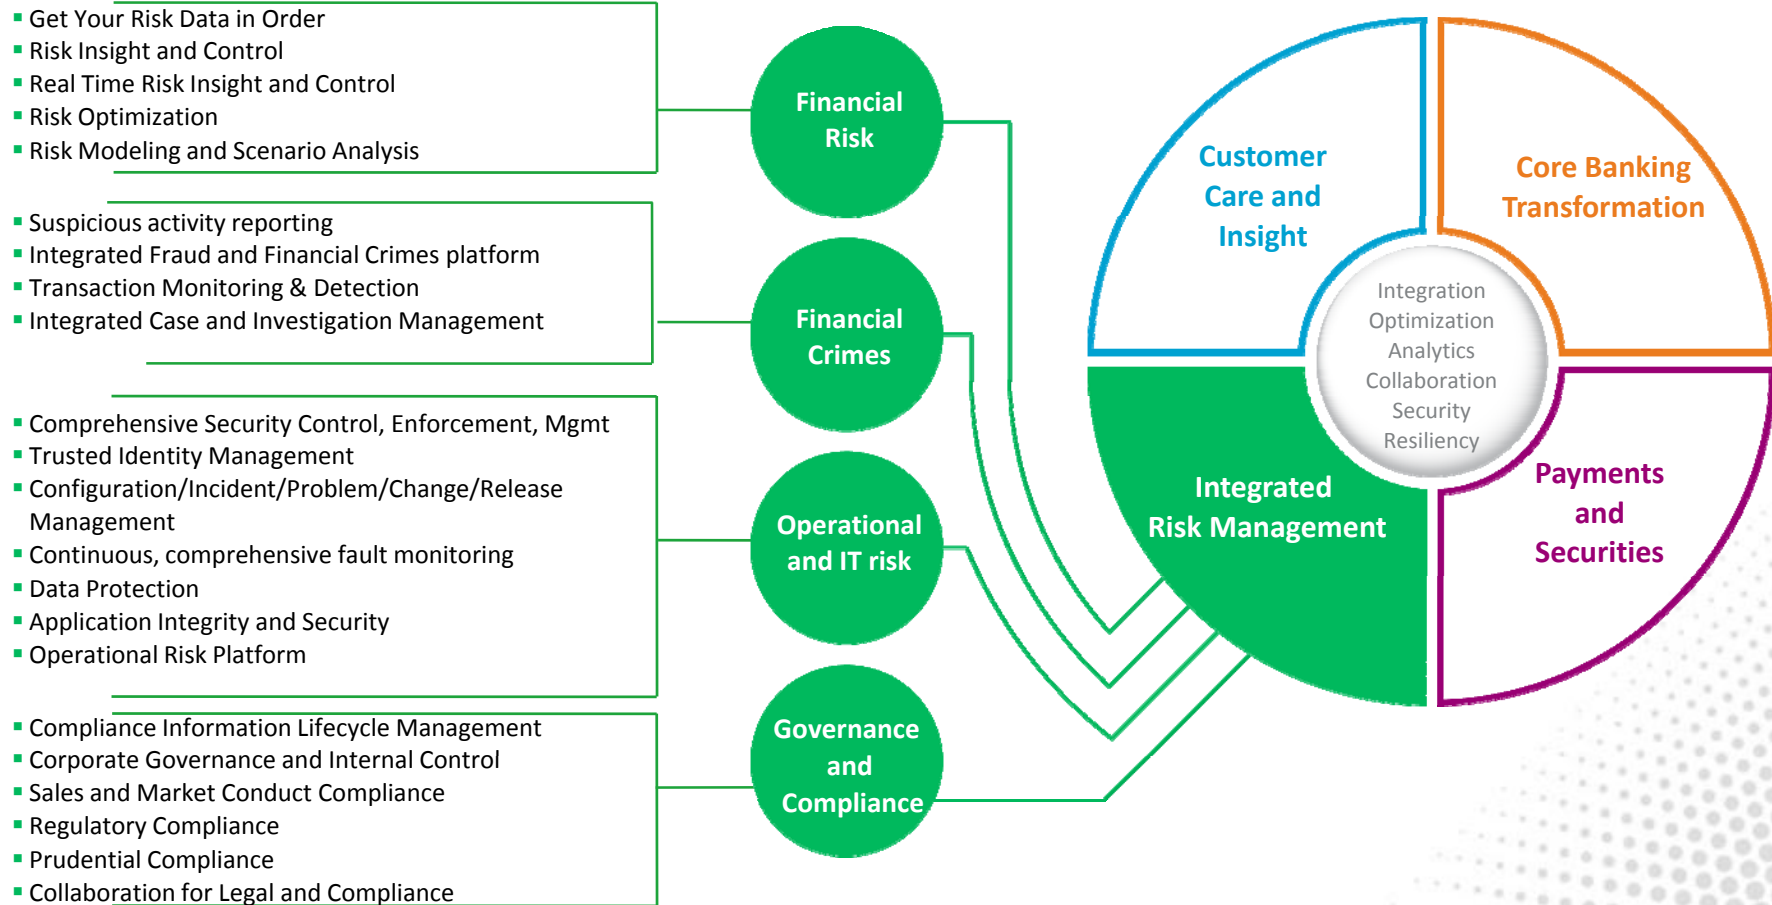 Get Your Risk Data in Order
Risk Insight and Control
Real Time Risk Insight and Control
Risk Optimization
Risk Modeling and Scenario Analysis
Suspicious activity reporting
Integrated Fraud and Financial Crimes platform
Transaction Monitoring & Detection
Integrated Case and Investigation Management
Comprehensive Security Control, Enforcement, Mgmt
Trusted Identity Management
Configuration/Incident/Problem/Change/Release
Management
Continuous, comprehensive fault monitoring
Data Protection
Application Integrity and Security
Operational Risk Platform
Compliance Information Lifecycle Management
Corporate Governance and Internal Control
Sales and Market Conduct Compliance
Regulatory Compliance
Prudential Compliance
Collaboration for Legal and Compliance
Financial
Risk
Financial
Crimes
Operational
and IT risk
Governance
and
Compliance
Customer
Care and
Insight
Core Banking
Transformation
Integration
Optimization
Analytics
Collaboration
Security
Resiliency
Integrated
Risk Management
Payments
and
Securities